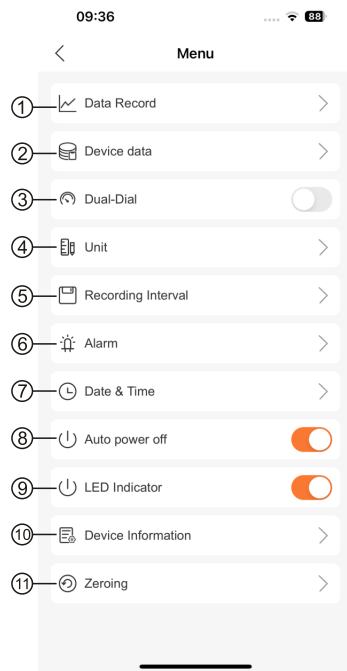 09:36
88
Menu
1 Data Record
2 Device data
3 Dual-Dial
4 Unit
5 Recording Interval
6 Alarm
7 Date & Time
8 Auto power off
9 LED Indicator
10 Device Information
11 Zeroing